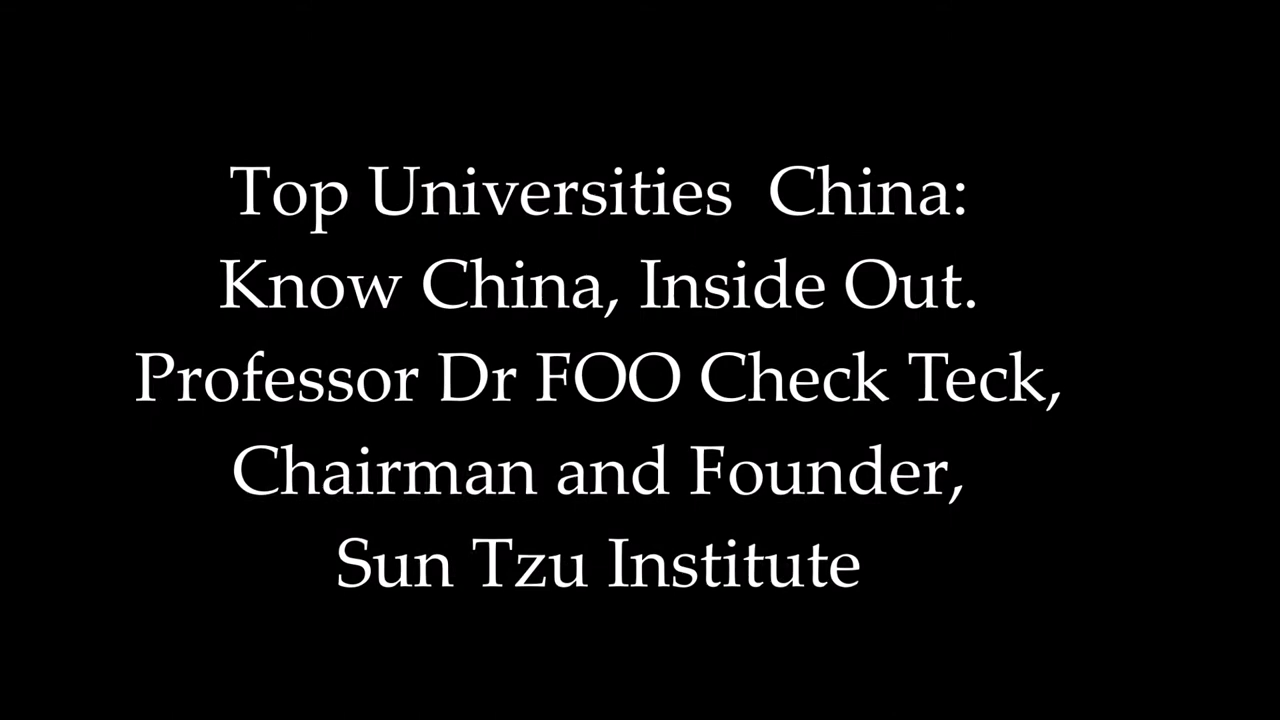 Top Universities  China:
Know China, Inside Out.
Professor Dr FOO Check Teck,
Chairman and Founder,
Sun Tzu Institute